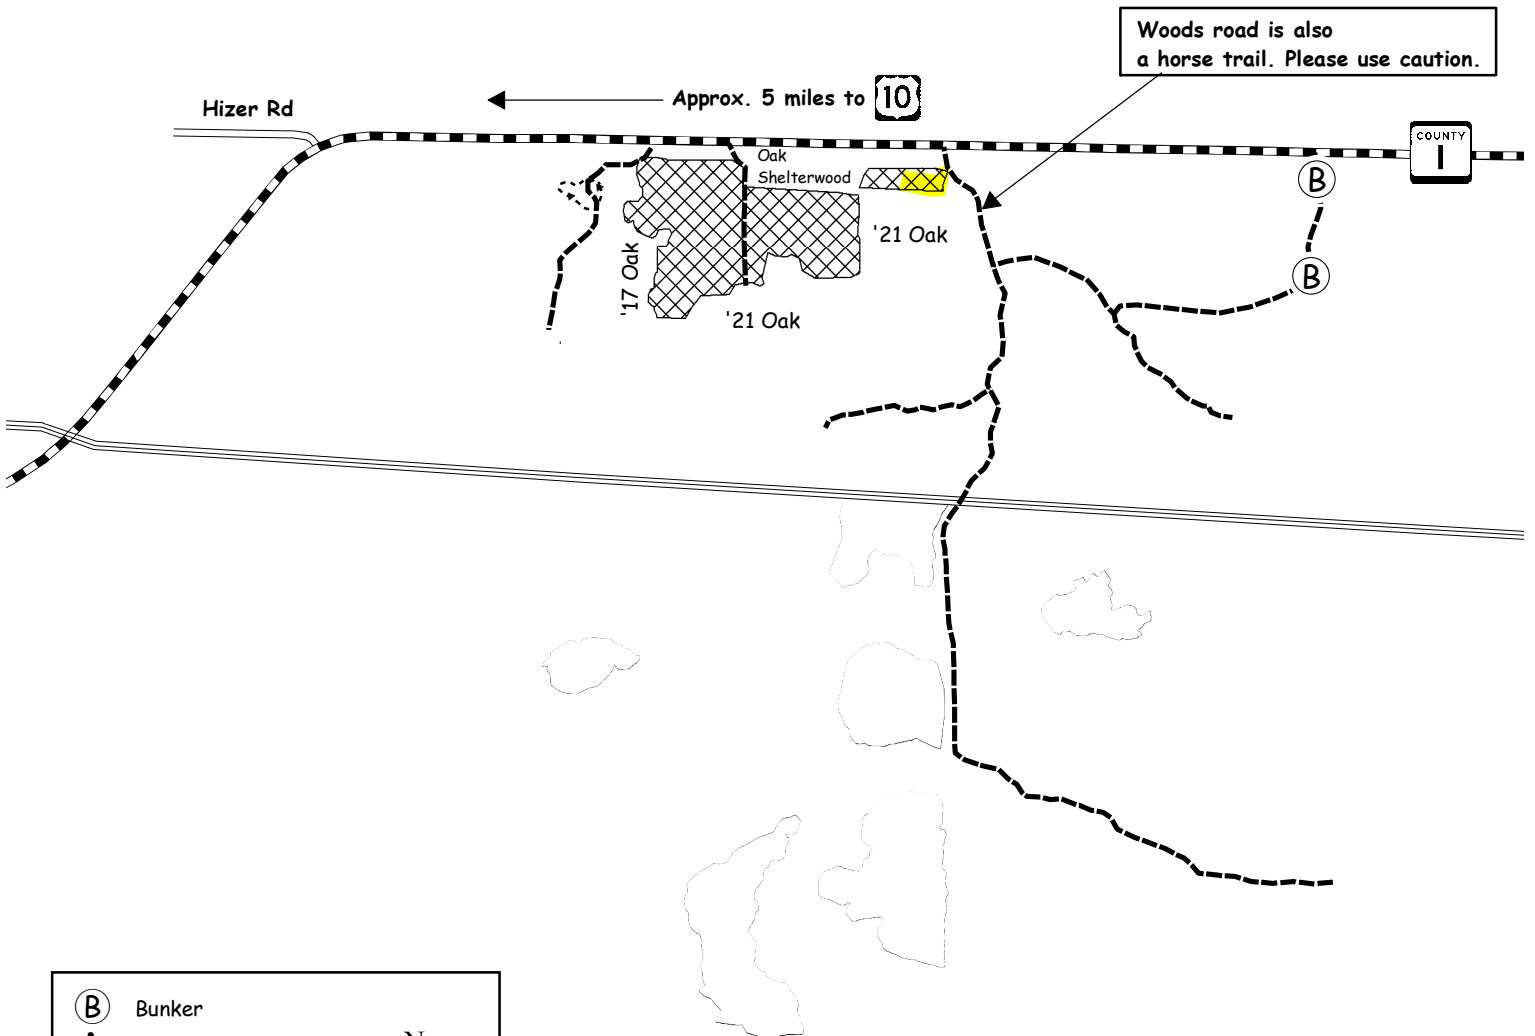 Woods road is also
a horse trail. Please use caution.
Approx. 5 miles to 10
Hizer Rd
COUNTY
I
Oak
Shelterwood
B
'21 Oak
'17 Oak
B
'21 Oak
B Bunker
N